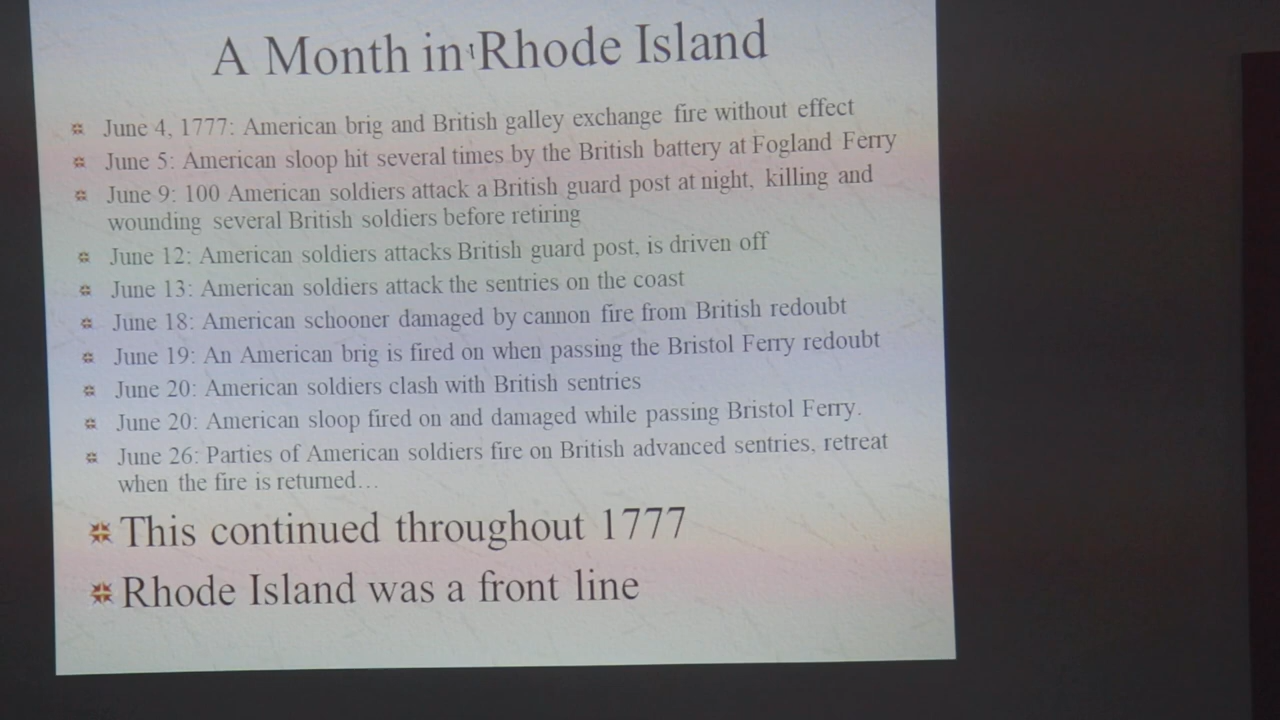 A Month in Rhode Island
June 4, 1777: American brig and British galley exchange fire without effect
June 5: American sloop hit several times by the British battery at Fogland Ferry
June 9: 100 American soldiers attack a British guard post at night, killing and
wounding several British soldiers before retiring
June 12: American soldiers attacks British guard post, is driven off
June 13: American soldiers attack the sentries on the coast
June 18: American schooner damaged by cannon fire from British redoubt
June 19: An American brig is fired on when passing the Bristol Ferry redoubt
June 20: American soldiers clash with British sentries
June 20: American sloop fired on and damaged while passing Bristol Ferry.
June 26: Parties of American soldiers fire on British advanced sentries, retreat
when the fire is returned…
This continued throughout 1777
Rhode Island was a front line